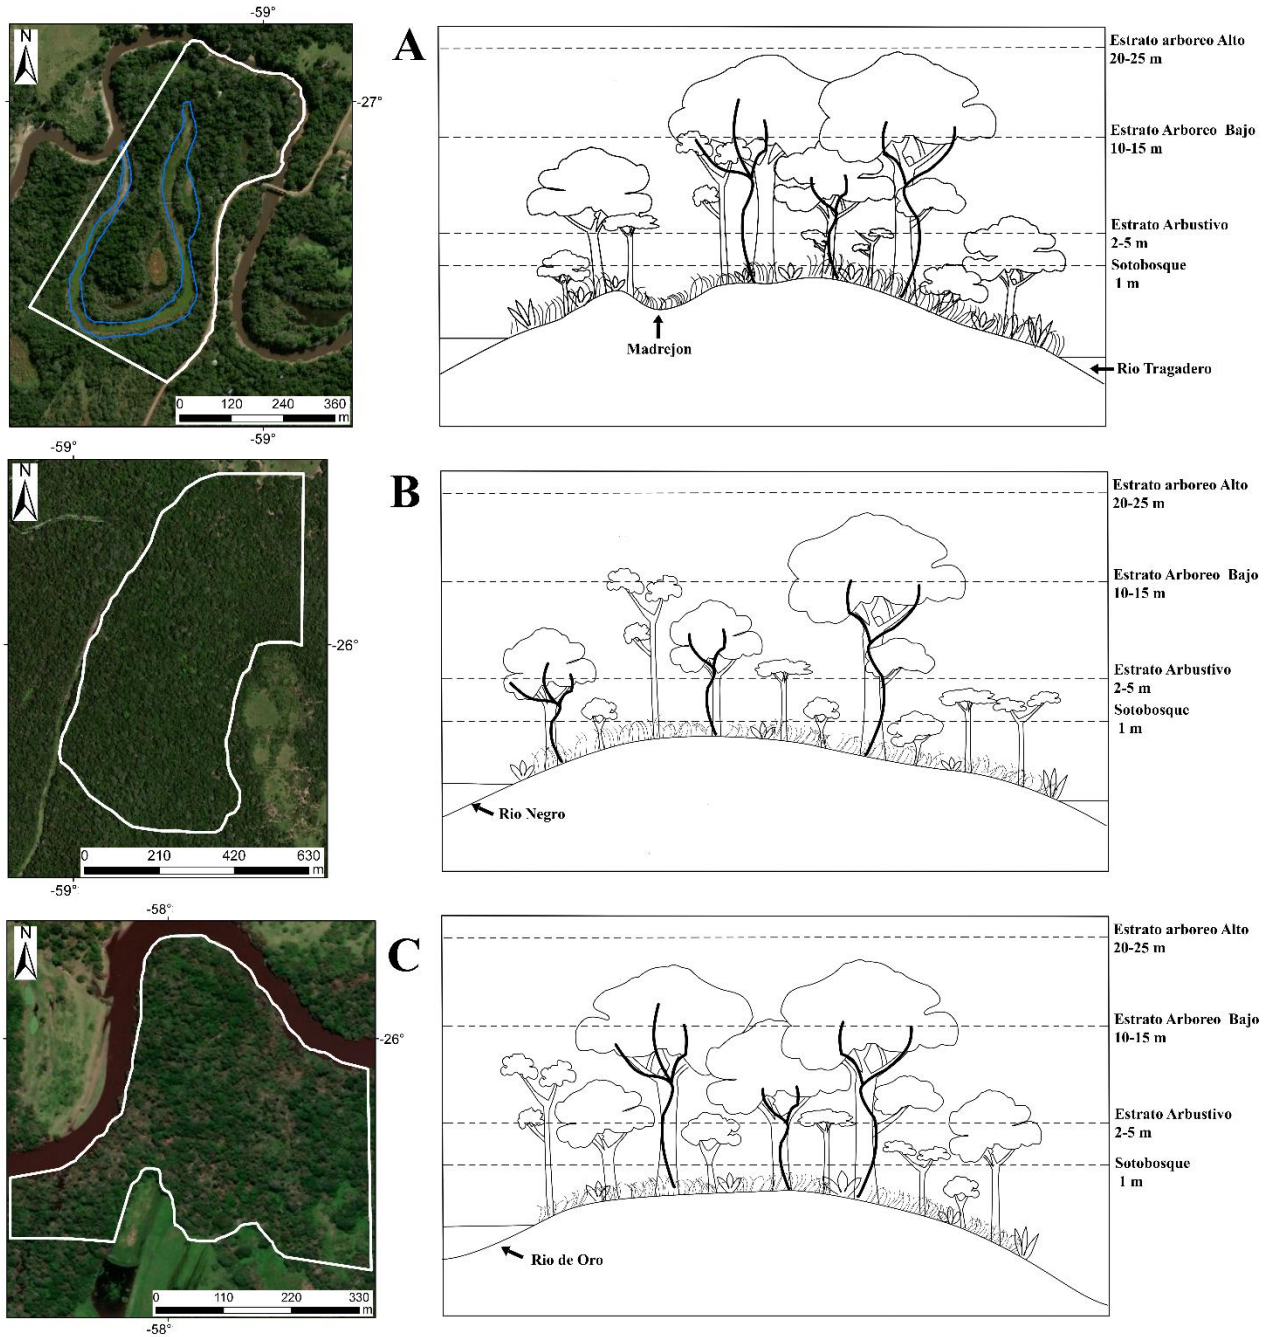 -59°
N
-27°
0 120 240 360
m
-59°
A
Estrato arboreo Alto
20-25 m
Estrato Arboreo Bajo
10-15 m
Estrato Arbustivo
2-5 m
Sotobosque
1 m
Madrejon
Rio Tragadero
-59°
N
-26°
0 210 420 630
m
-59°
B
Estrato arboreo Alto
20-25 m
Estrato Arboreo Bajo
10-15 m
Estrato Arbustivo
2-5 m
Sotobosque
1 m
Rio Negro
-58°
N
-26°
0 110 220 330
m
-58°
C
Estrato arboreo Alto
20-25 m
Estrato Arboreo Bajo
10-15 m
Estrato Arbustivo
2-5 m
Sotobosque
1 m
Rio de Oro